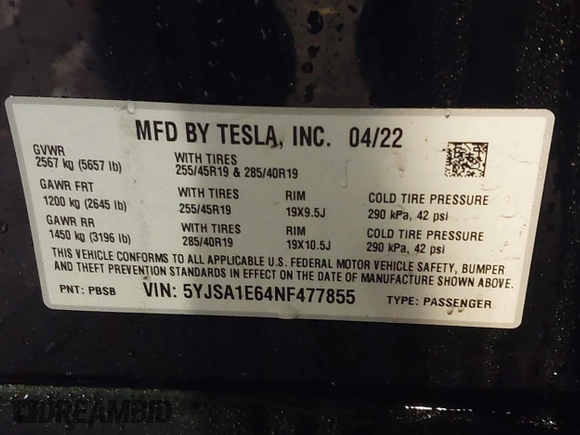 MFD BY TESLA, INC. 04/22
GVWR
2567 kg (5657 lb) WITH TIRES
255/45R19 & 285/40R19
GAWR FRT WITH TIRES RIM COLD TIRE PRESSURE
1200 kg (2645 lb) 255/45R19 19X9.5J 290 kPa, 42 psi
GAWR RR WITH TIRES RIM COLD TIRE PRESSURE
1450 kg (3196 lb) 285/40R19 19X10.5J 290 kPa, 42 psi
THIS VEHICLE CONFORMS TO ALL APPLICABLE U.S. FEDERAL MOTOR VEHICLE SAFETY, BUMPER
AND THEFT PREVENTION STANDARDS IN EFFECT ON THE DATE OF MANUFACTURE SHOWN ABOVE.
PNT: PBSB VIN: 5YJSA1E64NF477855 TYPE: PASSENGER
DREAMBID